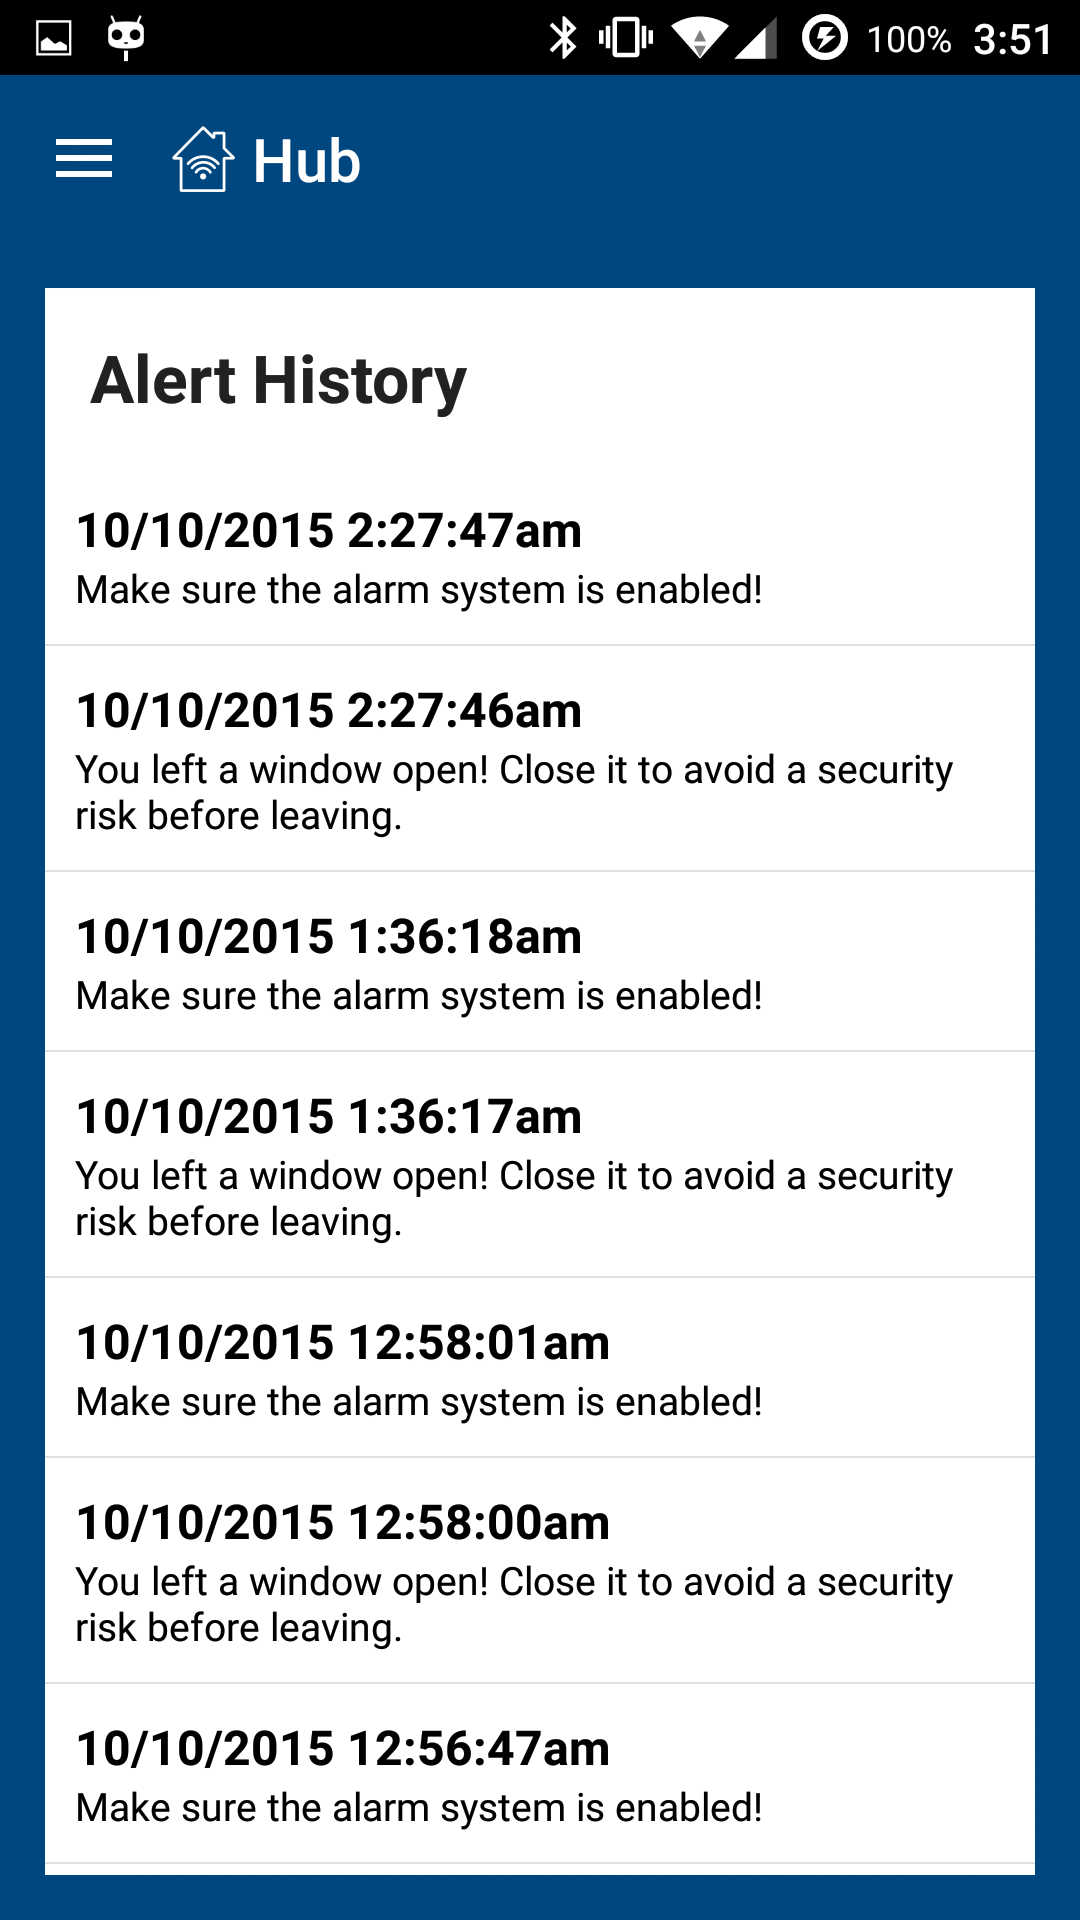 100% 3:51
Hub
Alert History
10/10/2015 2:27:47am
Make sure the alarm system is enabled!
10/10/2015 2:27:46am
You left a window open! Close it to avoid a security
risk before leaving.
10/10/2015 1:36:18am
Make sure the alarm system is enabled!
10/10/2015 1:36:17am
You left a window open! Close it to avoid a security
risk before leaving.
10/10/2015 12:58:01am
Make sure the alarm system is enabled!
10/10/2015 12:58:00am
You left a window open! Close it to avoid a security
risk before leaving.
10/10/2015 12:56:47am
Make sure the alarm system is enabled!